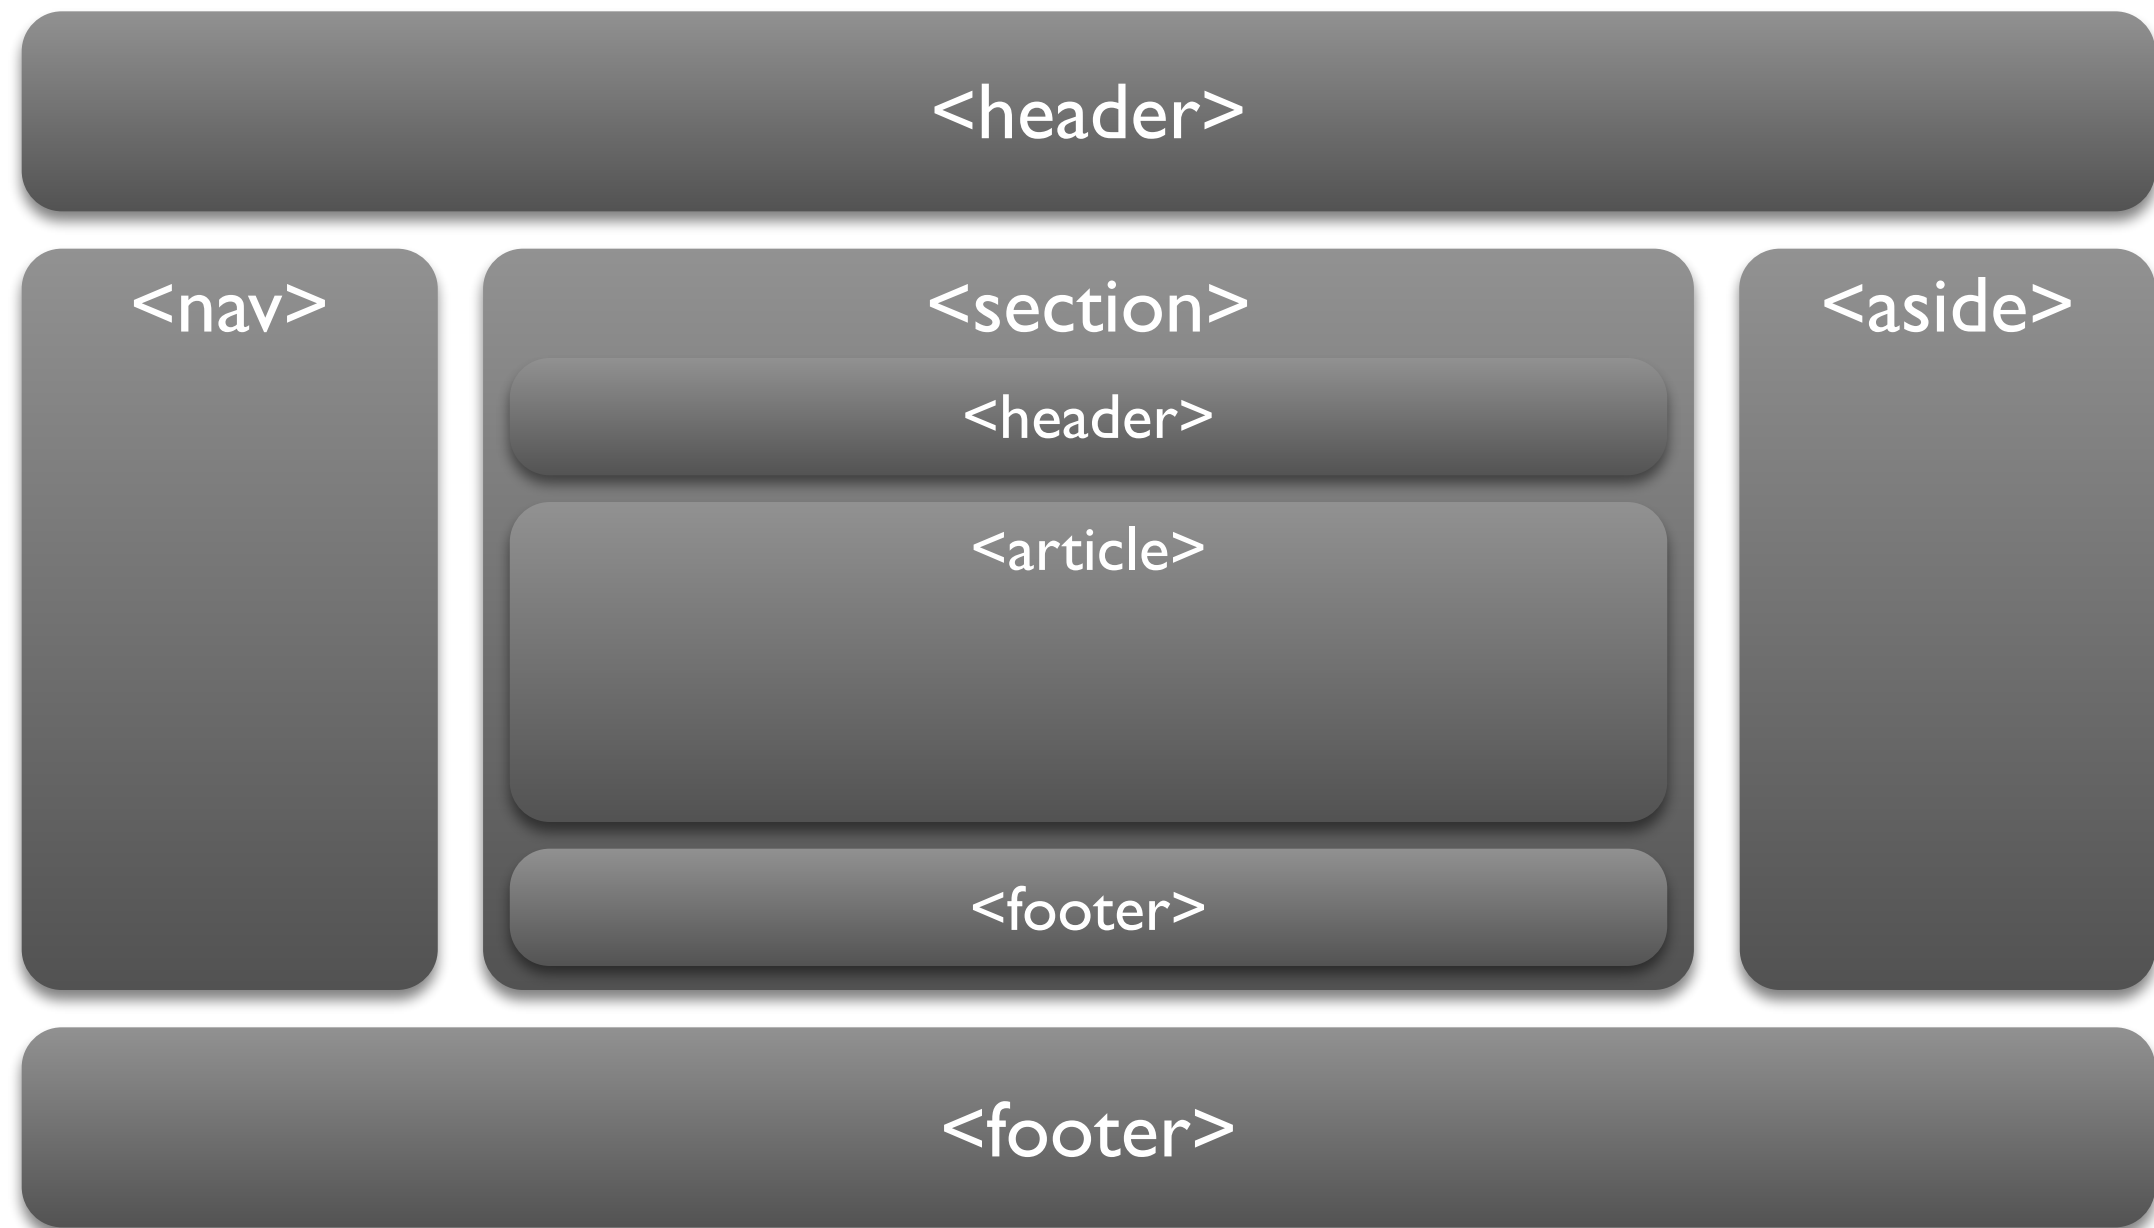 <header>
<nav>
<section>
<aside>
<header>
<article>
<footer>
<footer>